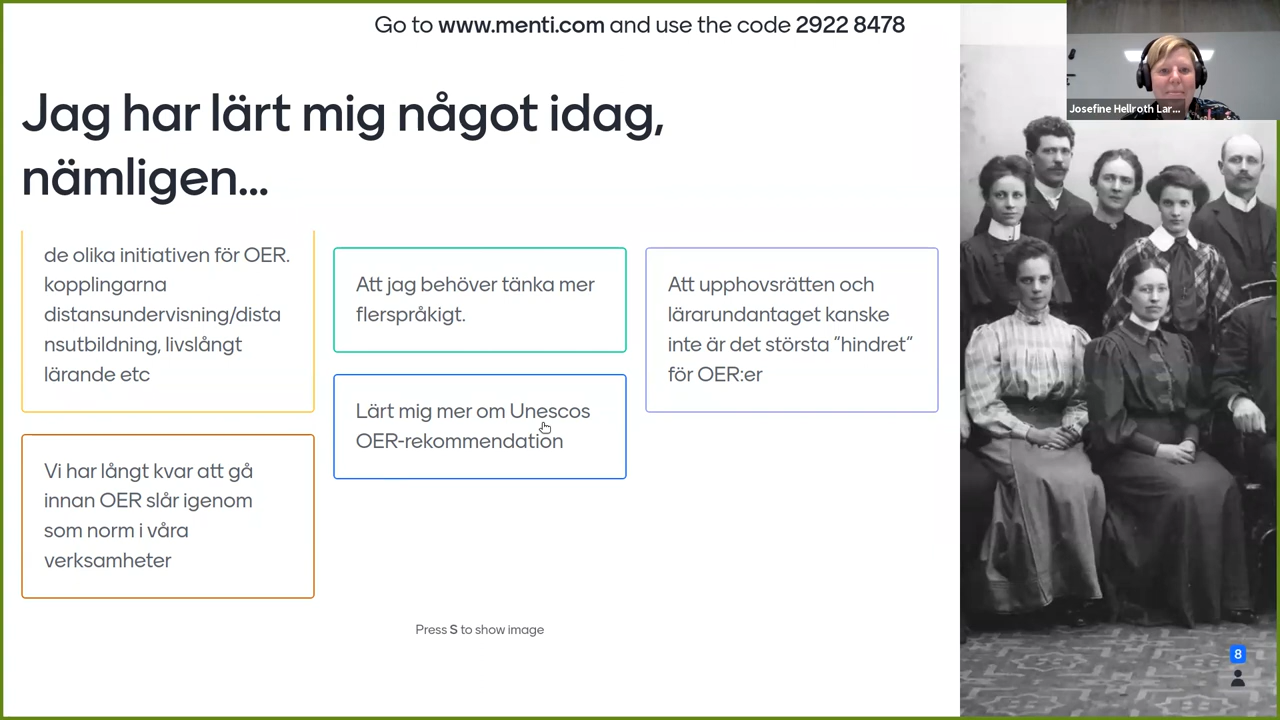 Go to www.menti.com and use the code 2922 8478
Josefine Hellroth Lar...
Jag har lärt mig något idag,
nämligen...
de olika initiativen för OER.
kopplingarna
distansundervisning/dista
nsutbildning, livslångt
lärande etc
Vi har långt kvar att gå
innan OER slår igenom
som norm i våra
verksamheter
Att jag behöver tänka mer
flerspråkigt.
Lärt mig mer om Unescos
OER-rekommendation
Att upphovsrätten och
lärarundantaget kanske
inte är det största "hindret"
för OER:er
Press S to show image
8